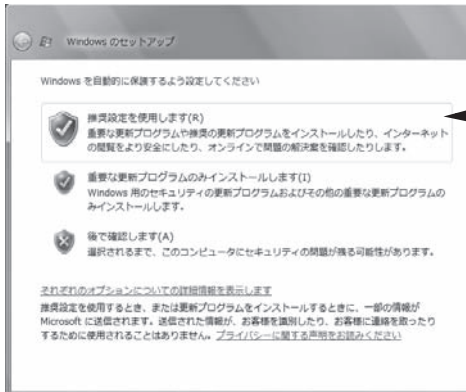 Windows のセットアップ
Windows を自動的に保護するよう設定してください
推奨設定を使用します(R)
重要な更新プログラムや推奨の更新プログラムをインストールしたり、インターネット
の閲覧をより安全にしたり、オンラインで問題の解決案を確認したりします。
重要な更新プログラムのみインストールします(I)
Windows 用のセキュリティの更新プログラムおよびその他の重要な更新プログラムの
みインストールします。
後で確認します(A)
選択されるまで、このコンピュータにセキュリティの問題が残る可能性があります。
それぞれのオプションについての詳細情報を表示します
推奨設定を使用するとき、または更新プログラムをインストールするときに、一部の情報が
Microsoft に送信されます。送信された情報が、お客様を識別したり、お客様に連絡を取ったり
するために使用されることはありません。プライバシーに関する声明をお読みください